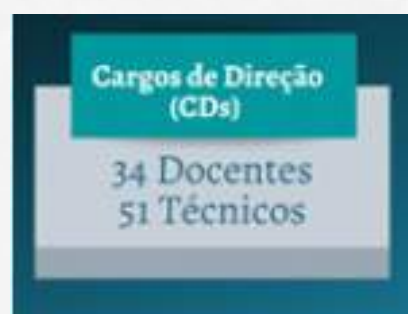 Cargos de Direção
(CDs)
34 Docentes
51 Técnicos